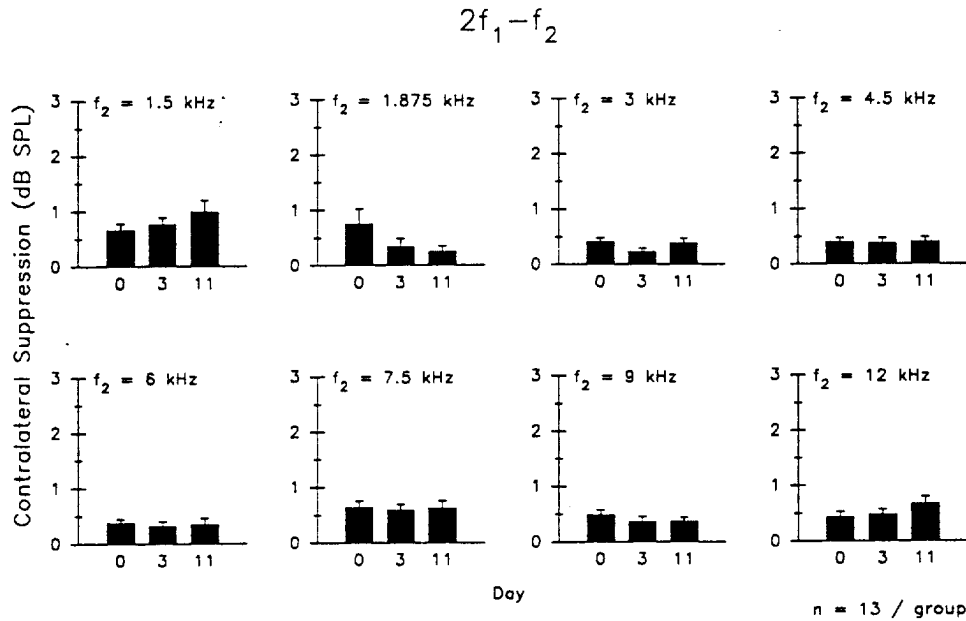 2f₁−f₂
Contralateral Suppression (dB SPL)
f₂ = 1.5 kHz
3
2
1
0
0 3 11
f₂ = 1.875 kHz
3
2
1
0
0 3 11
f₂ = 3 kHz
3
2
1
0
0 3 11
f₂ = 4.5 kHz
3
2
1
0
0 3 11
f₂ = 6 kHz
3
2
1
0
0 3 11
f₂ = 7.5 kHz
3
2
1
0
0 3 11
f₂ = 9 kHz
3
2
1
0
0 3 11
f₂ = 12 kHz
3
2
1
0
0 3 11
Day
n = 13 / group